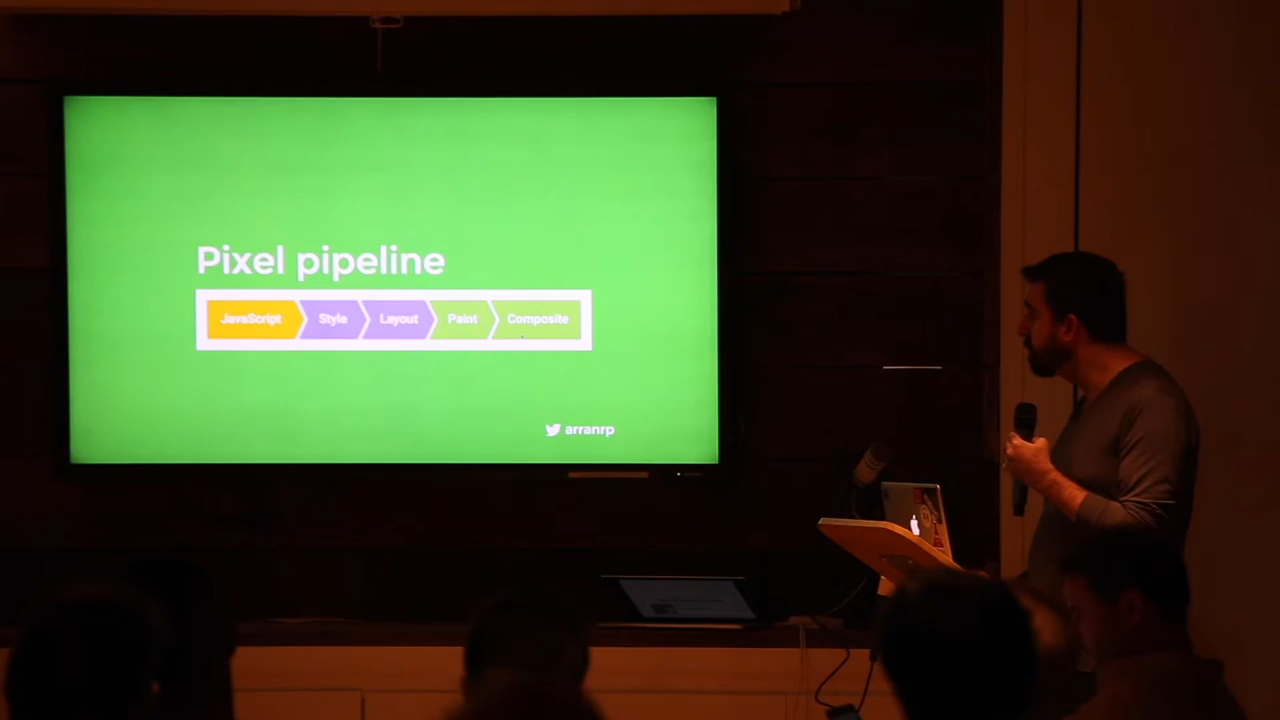 Pixel pipeline
JavaScript Style Layout Paint Composite
arranrp